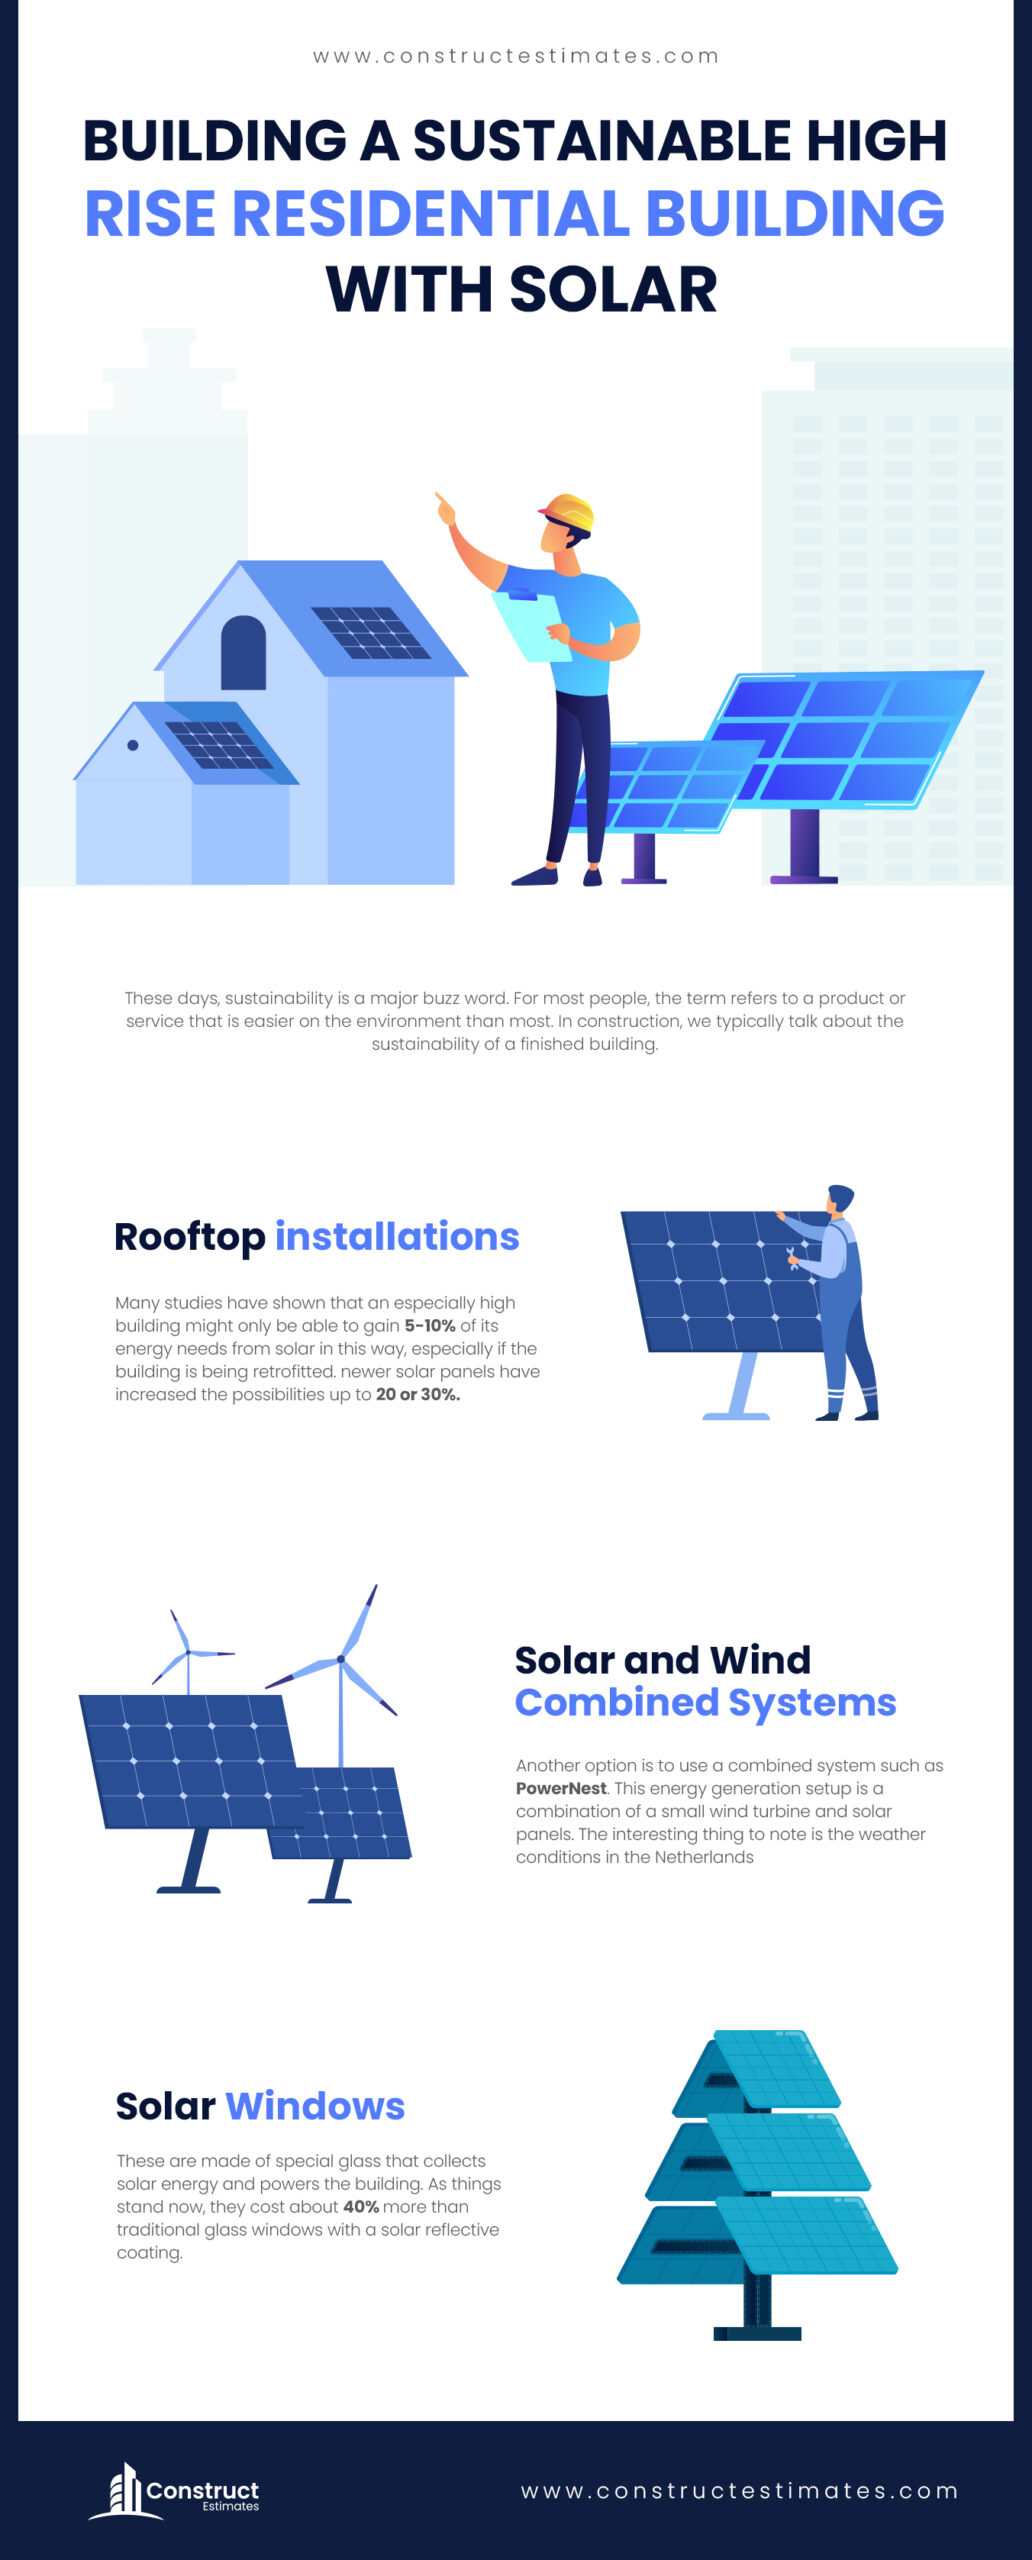 www.constructestimates.com
BUILDING A SUSTAINABLE HIGH
RISE RESIDENTIAL BUILDING
WITH SOLAR
These days, sustainability is a major buzz word. For most people, the term refers to a product or
service that is easier on the environment than most. In construction, we typically talk about the
sustainability of a finished building.
Rooftop installations
Many studies have shown that an especially high
building might only be able to gain 5-10% of its
energy needs from solar in this way, especially if the
building is being retrofitted. newer solar panels have
increased the possibilities up to 20 or 30%.
Solar and Wind
Combined Systems
Another option is to use a combined system such as
PowerNest. This energy generation setup is a
combination of a small wind turbine and solar
panels. The interesting thing to note is the weather
conditions in the Netherlands
Solar Windows
These are made of special glass that collects
solar energy and powers the building. As things
stand now, they cost about 40% more than
traditional glass windows with a solar reflective
coating.
Construct
Estimates
www.constructestimates.com